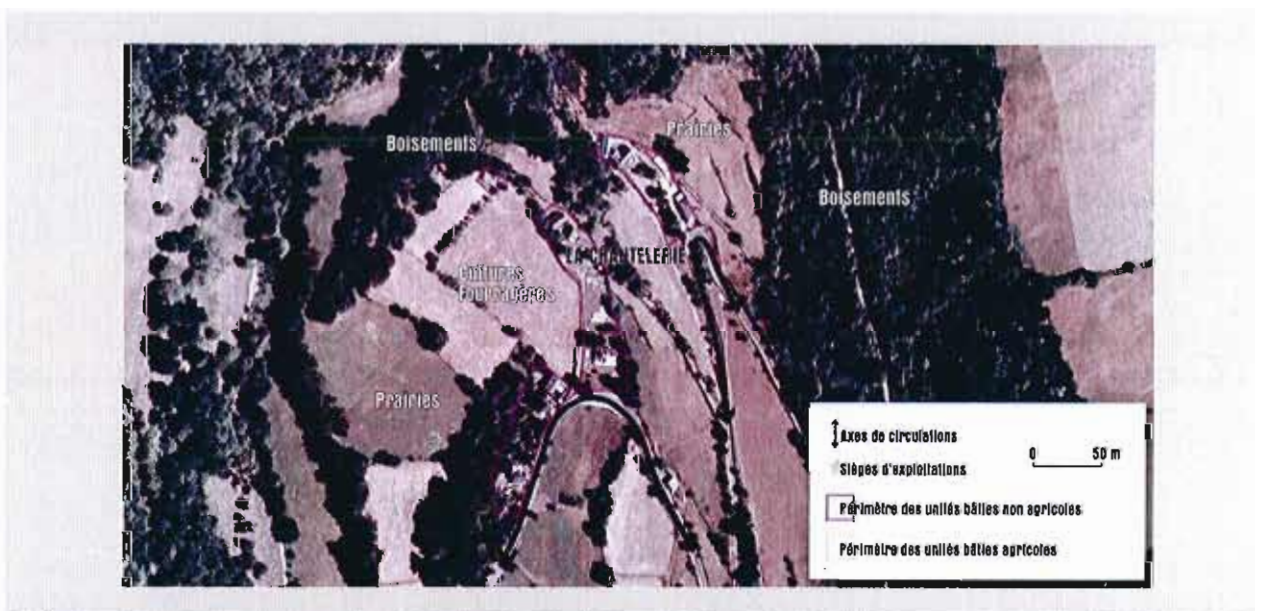 Prairies
Boisements
Boisements
LA CHANTELERIE
Cultures
Fourragères
Prairies
Axes de circulations
0 50 m
Sièges d'exploitations
Périmètre des unités bâties non agricoles
Périmètre des unités bâties agricoles